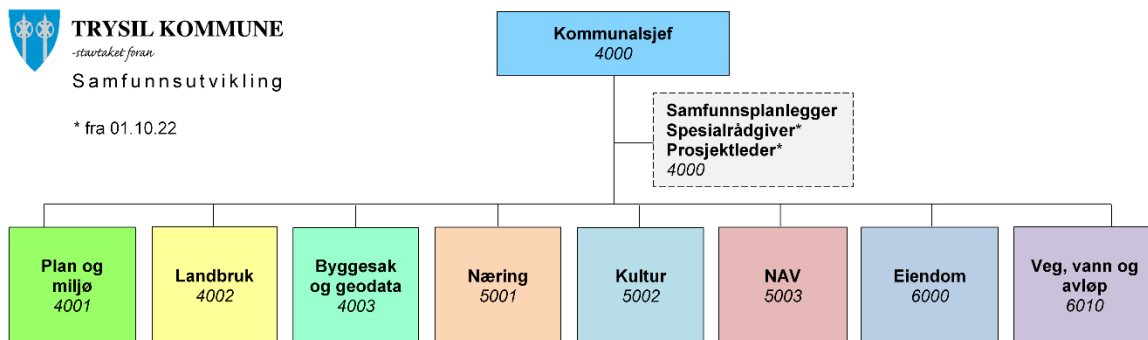 TRYSIL KOMMUNE
-stavtaket foran
Samfunnsutvikling
* fra 01.10.22
Kommunalsjef
4000
Samfunnsplanlegger
Spesialrådgiver*
Prosjektleder*
4000
Plan og
miljø
4001
Landbruk
4002
Byggesak
og geodata
4003
Næring
5001
Kultur
5002
NAV
5003
Eiendom
6000
Veg, vann og
avløp
6010